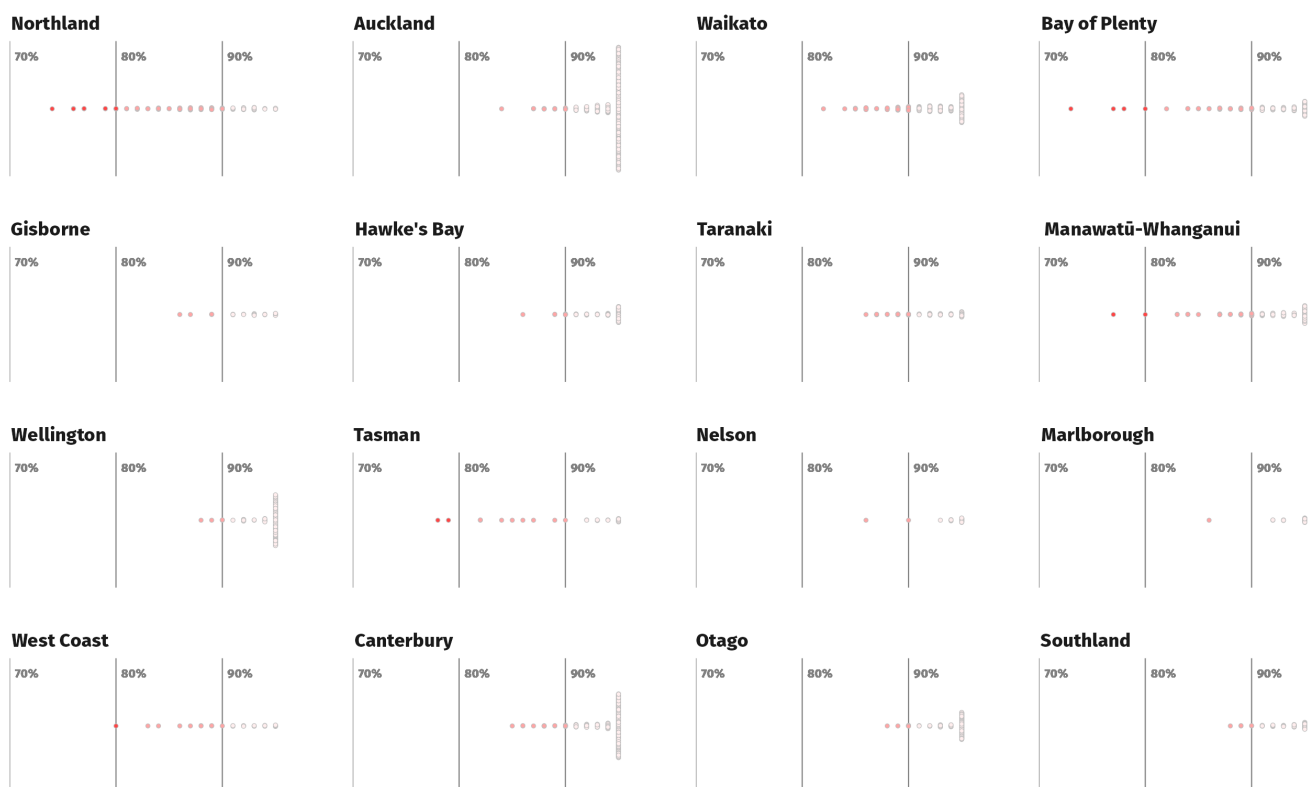 Northland Auckland Waikato Bay of Plenty
70% 80% 90% 70% 80% 90% 70% 80% 90% 70% 80% 90%
Gisborne Hawke's Bay Taranaki Manawatū-Whanganui
70% 80% 90% 70% 80% 90% 70% 80% 90% 70% 80% 90%
Wellington Tasman Nelson Marlborough
70% 80% 90% 70% 80% 90% 70% 80% 90% 70% 80% 90%
West Coast Canterbury Otago Southland
70% 80% 90% 70% 80% 90% 70% 80% 90% 70% 80% 90%